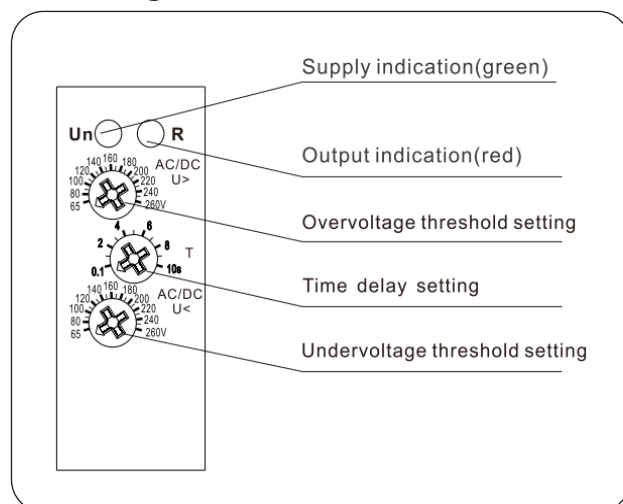 Supply indication(green)
Un R
Output indication(red)
AC/DC
U>
65 80 100 120 140 160 180 200 220 240 260V
Overvoltage threshold setting
0.1 2 4 6 8 10s
T
Time delay setting
AC/DC
U<
65 80 100 120 140 160 180 200 220 240 260V
Undervoltage threshold setting